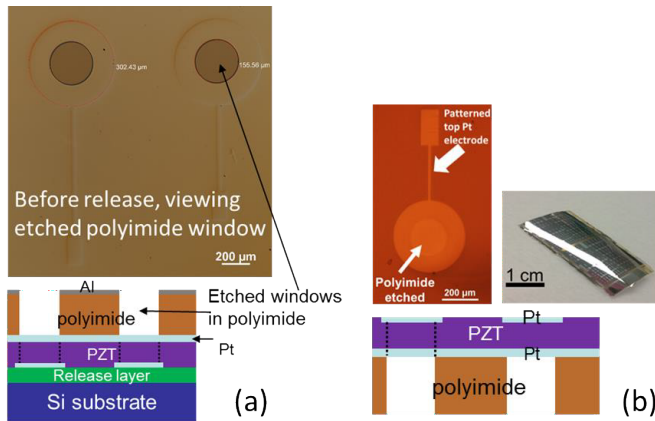 302.43 µm
155.56 µm
Before release, viewing
etched polyimide window
200 µm
Al
Etched windows
in polyimide
polyimide
Pt
PZT
Release layer
Si substrate
(a)
Patterned
top Pt
electrode
Polyimide
etched
200 µm
1 cm
Pt
PZT
Pt
polyimide
(b)